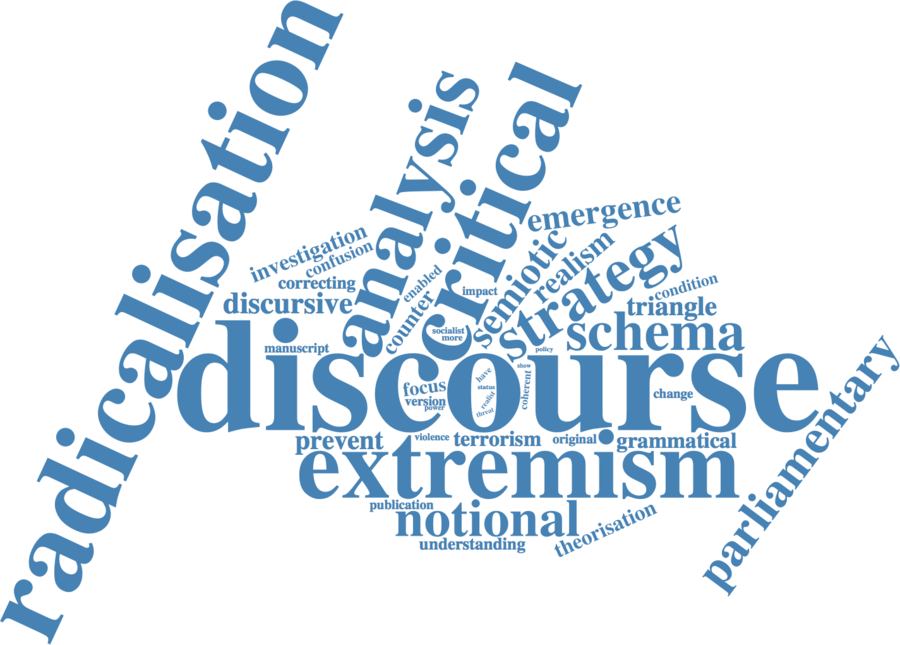 radicalisation
analysis
critical
emergence
investigation
confusion
semiotic
realism
strategy
correcting
enabled
counter
impact
condition
discursive
triangle
schema
socialist
more
manuscript
policy
discourse
show
have
status
coherent
realist
threat
focus
version
power
change
parliamentary
prevent
violence
terrorism
original
grammatical
extremism
publication
notional
theorisation
understanding